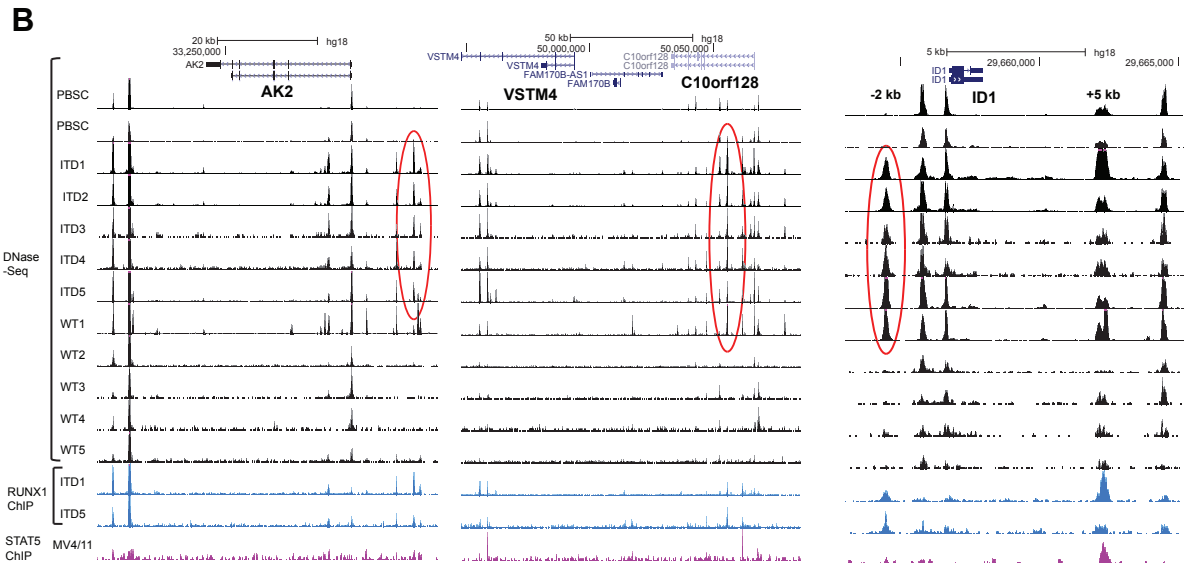 B
20 kb hg18
33,250,000
AK2
AK2
50 kb hg18
50,000,000 50,050,000
VSTM4 C10orf128
VSTM4 C10orf128
FAM170B-AS1
FAM170B
VSTM4 C10orf128
5 kb hg18
29,660,000 29,665,000
ID1
ID1
-2 kb ID1 +5 kb
DNase
-Seq
PBSC
PBSC
ITD1
ITD2
ITD3
ITD4
ITD5
WT1
WT2
WT3
WT4
WT5
RUNX1
ChIP
ITD1
ITD5
STAT5
ChIP
MV4/11